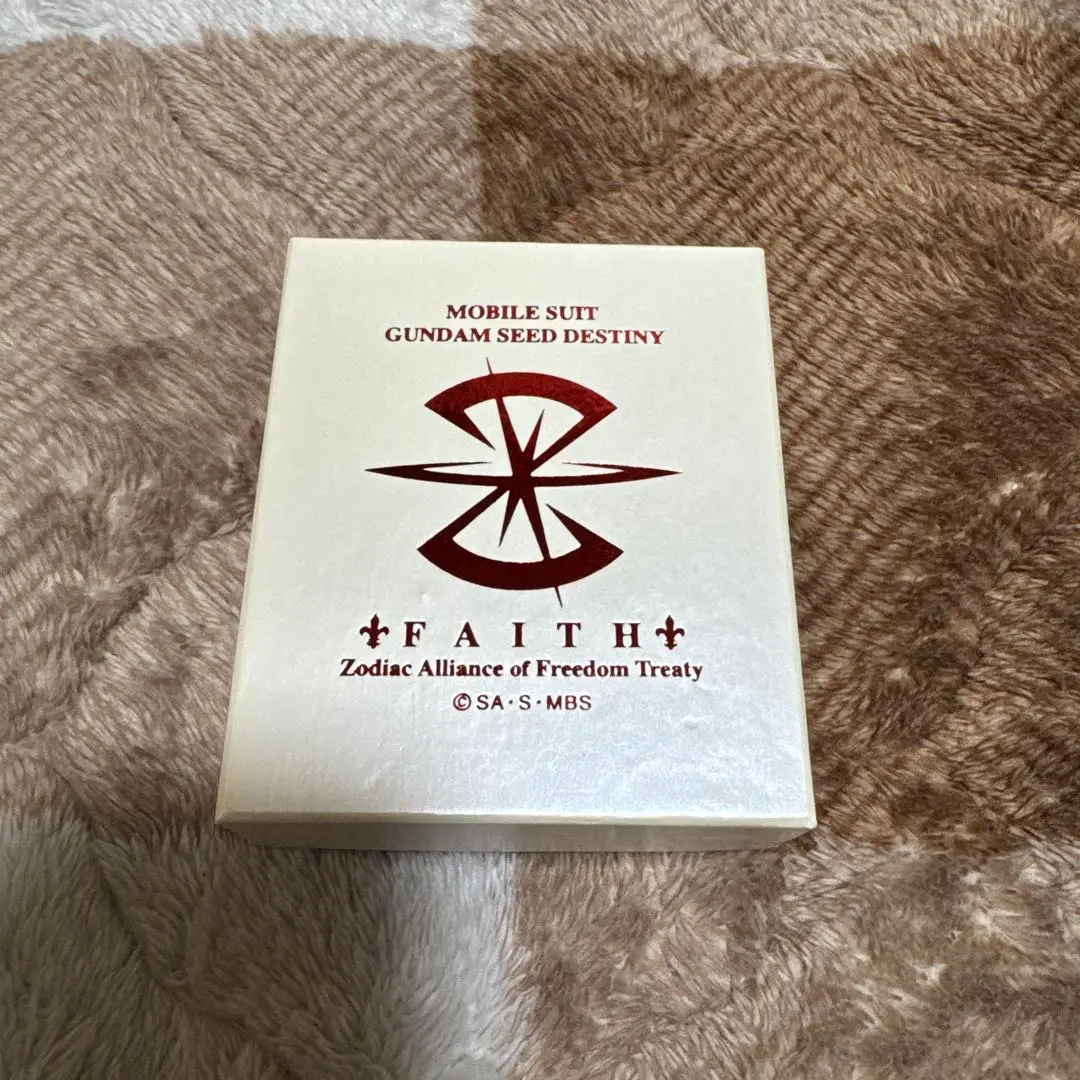 MOBILE SUIT
GUNDAM SEED DESTINY
FAITH
Zodiac Alliance of Freedom Treaty
©SA・S・MBS